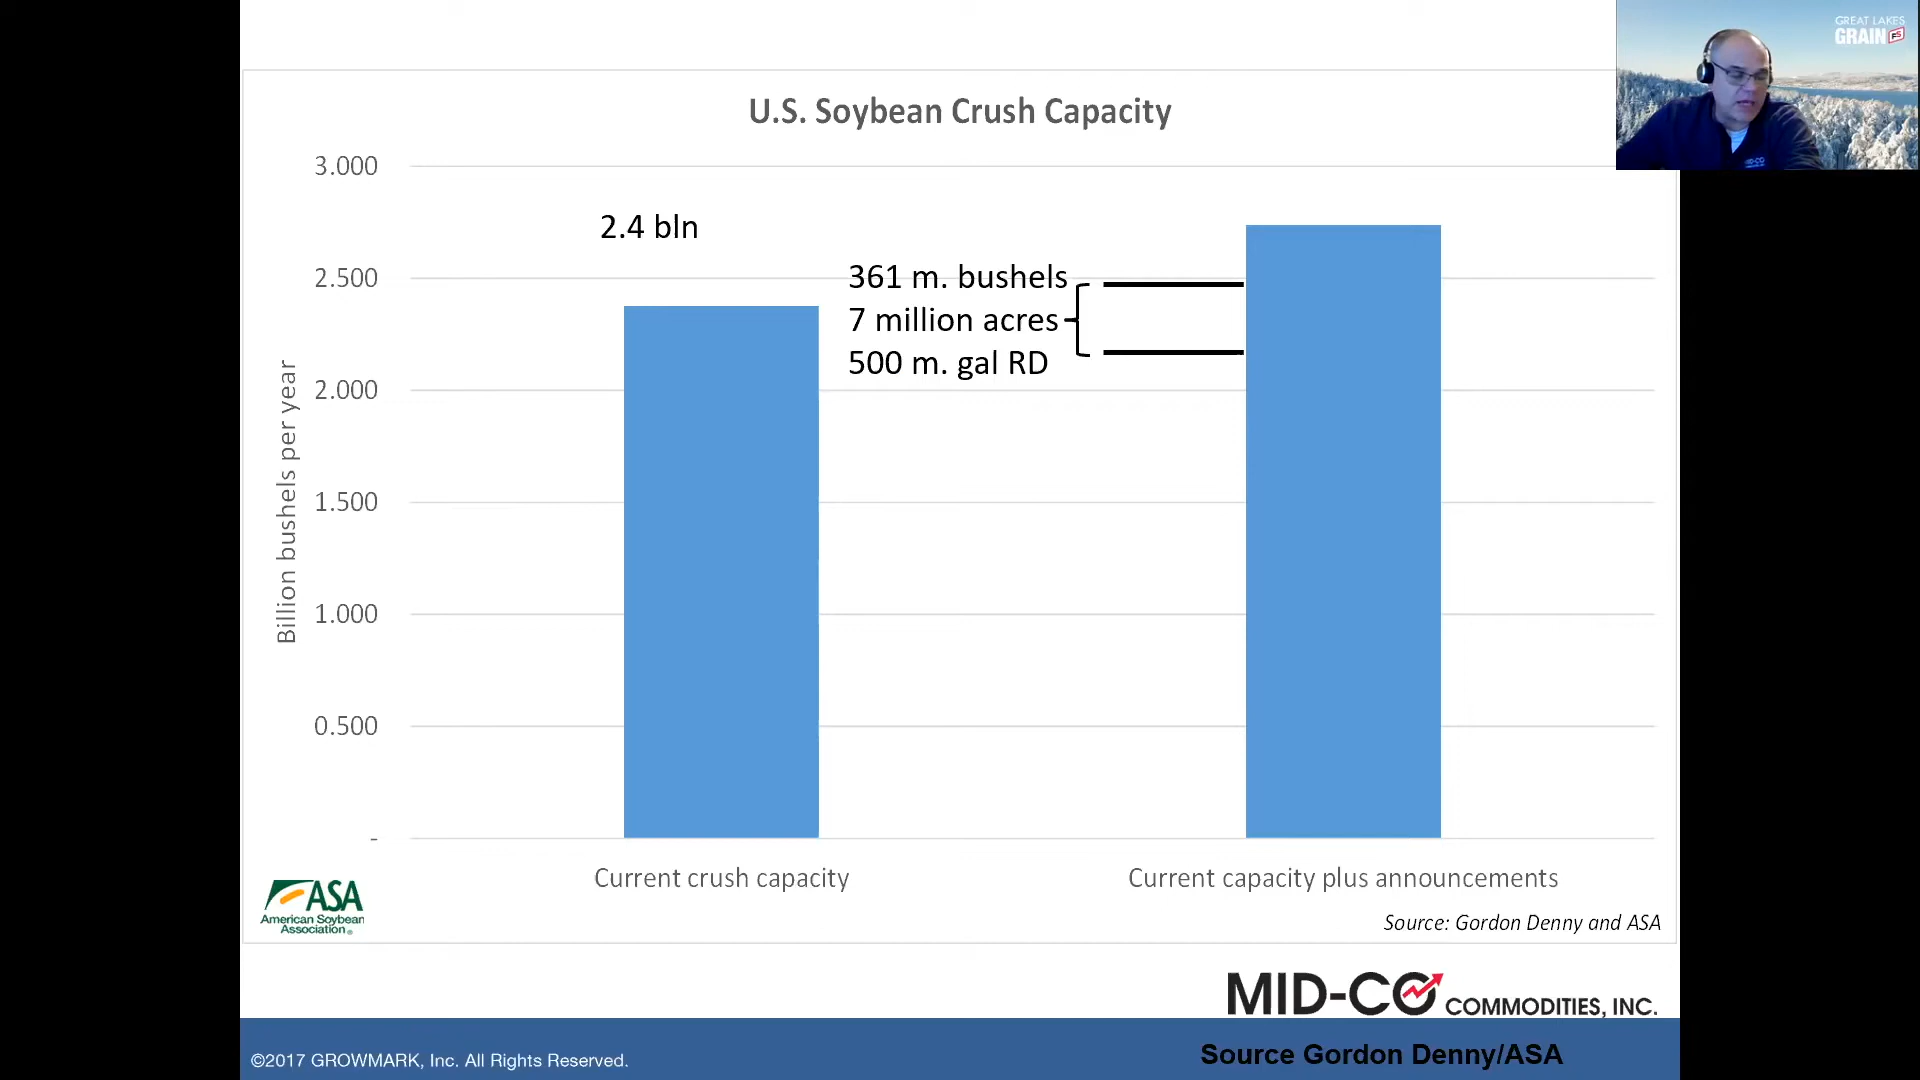 GREAT LAKES
GRAIN FS
U.S. Soybean Crush Capacity
3.000
2.4 bln
2.500
361 m. bushels
7 million acres
500 m. gal RD
2.000
1.500
1.000
0.500
-
Billion bushels per year
Current crush capacity
Current capacity plus announcements
ASA
American Soybean
Association®
Source: Gordon Denny and ASA
MID-CO COMMODITIES, INC.
©2017 GROWMARK, Inc. All Rights Reserved.
Source Gordon Denny/ASA
MID-CO